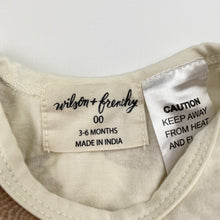 wilson + frenchy
00
3-6 MONTHS
MADE IN INDIA
CAUTION
KEEP AWAY
FROM HEAT
AND